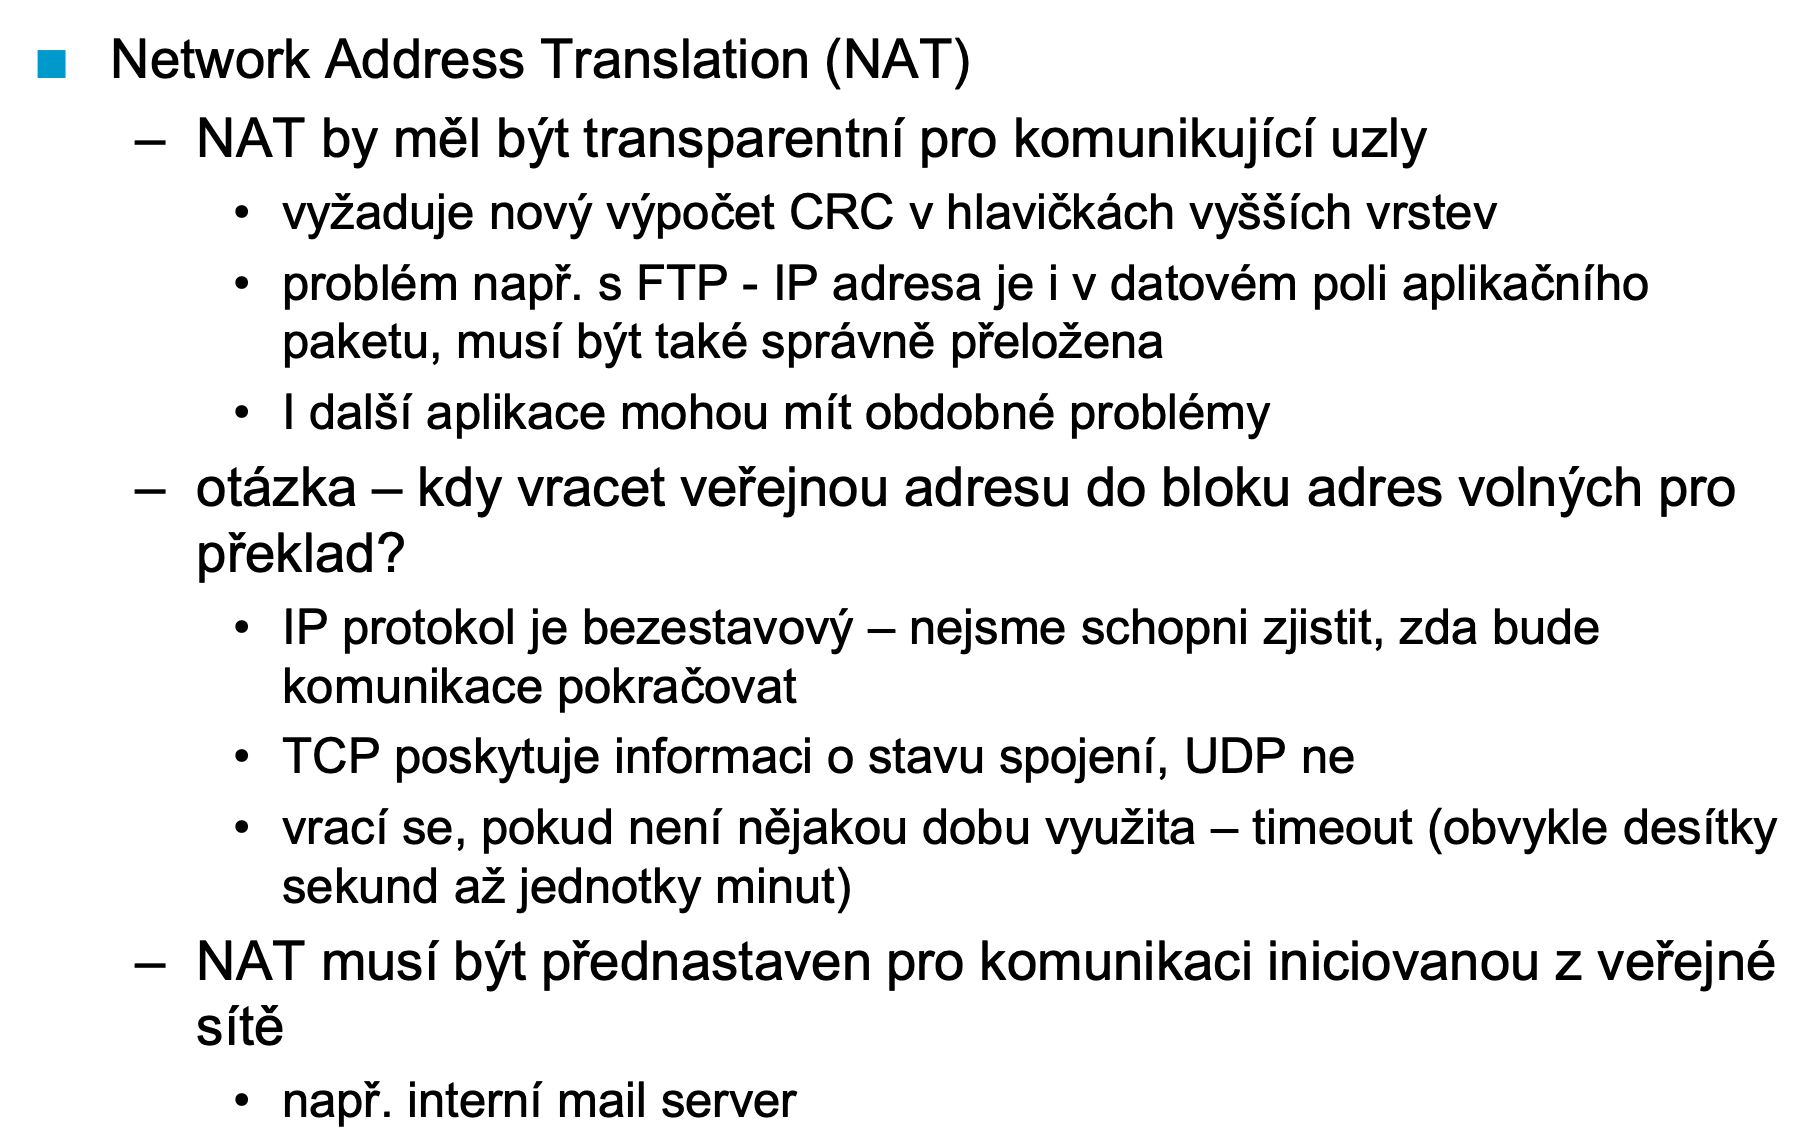 ■ Network Address Translation (NAT)
– NAT by měl být transparentní pro komunikující uzly
• vyžaduje nový výpočet CRC v hlavičkách vyšších vrstev
• problém např. s FTP - IP adresa je i v datovém poli aplikačního
paketu, musí být také správně přeložena
• I další aplikace mohou mít obdobné problémy
– otázka – kdy vracet veřejnou adresu do bloku adres volných pro
překlad?
• IP protokol je bezestavový – nejsme schopni zjistit, zda bude
komunikace pokračovat
• TCP poskytuje informaci o stavu spojení, UDP ne
• vrací se, pokud není nějakou dobu využita – timeout (obvykle desítky
sekund až jednotky minut)
– NAT musí být přednastaven pro komunikaci iniciovanou z veřejné
sítě
• např. interní mail server